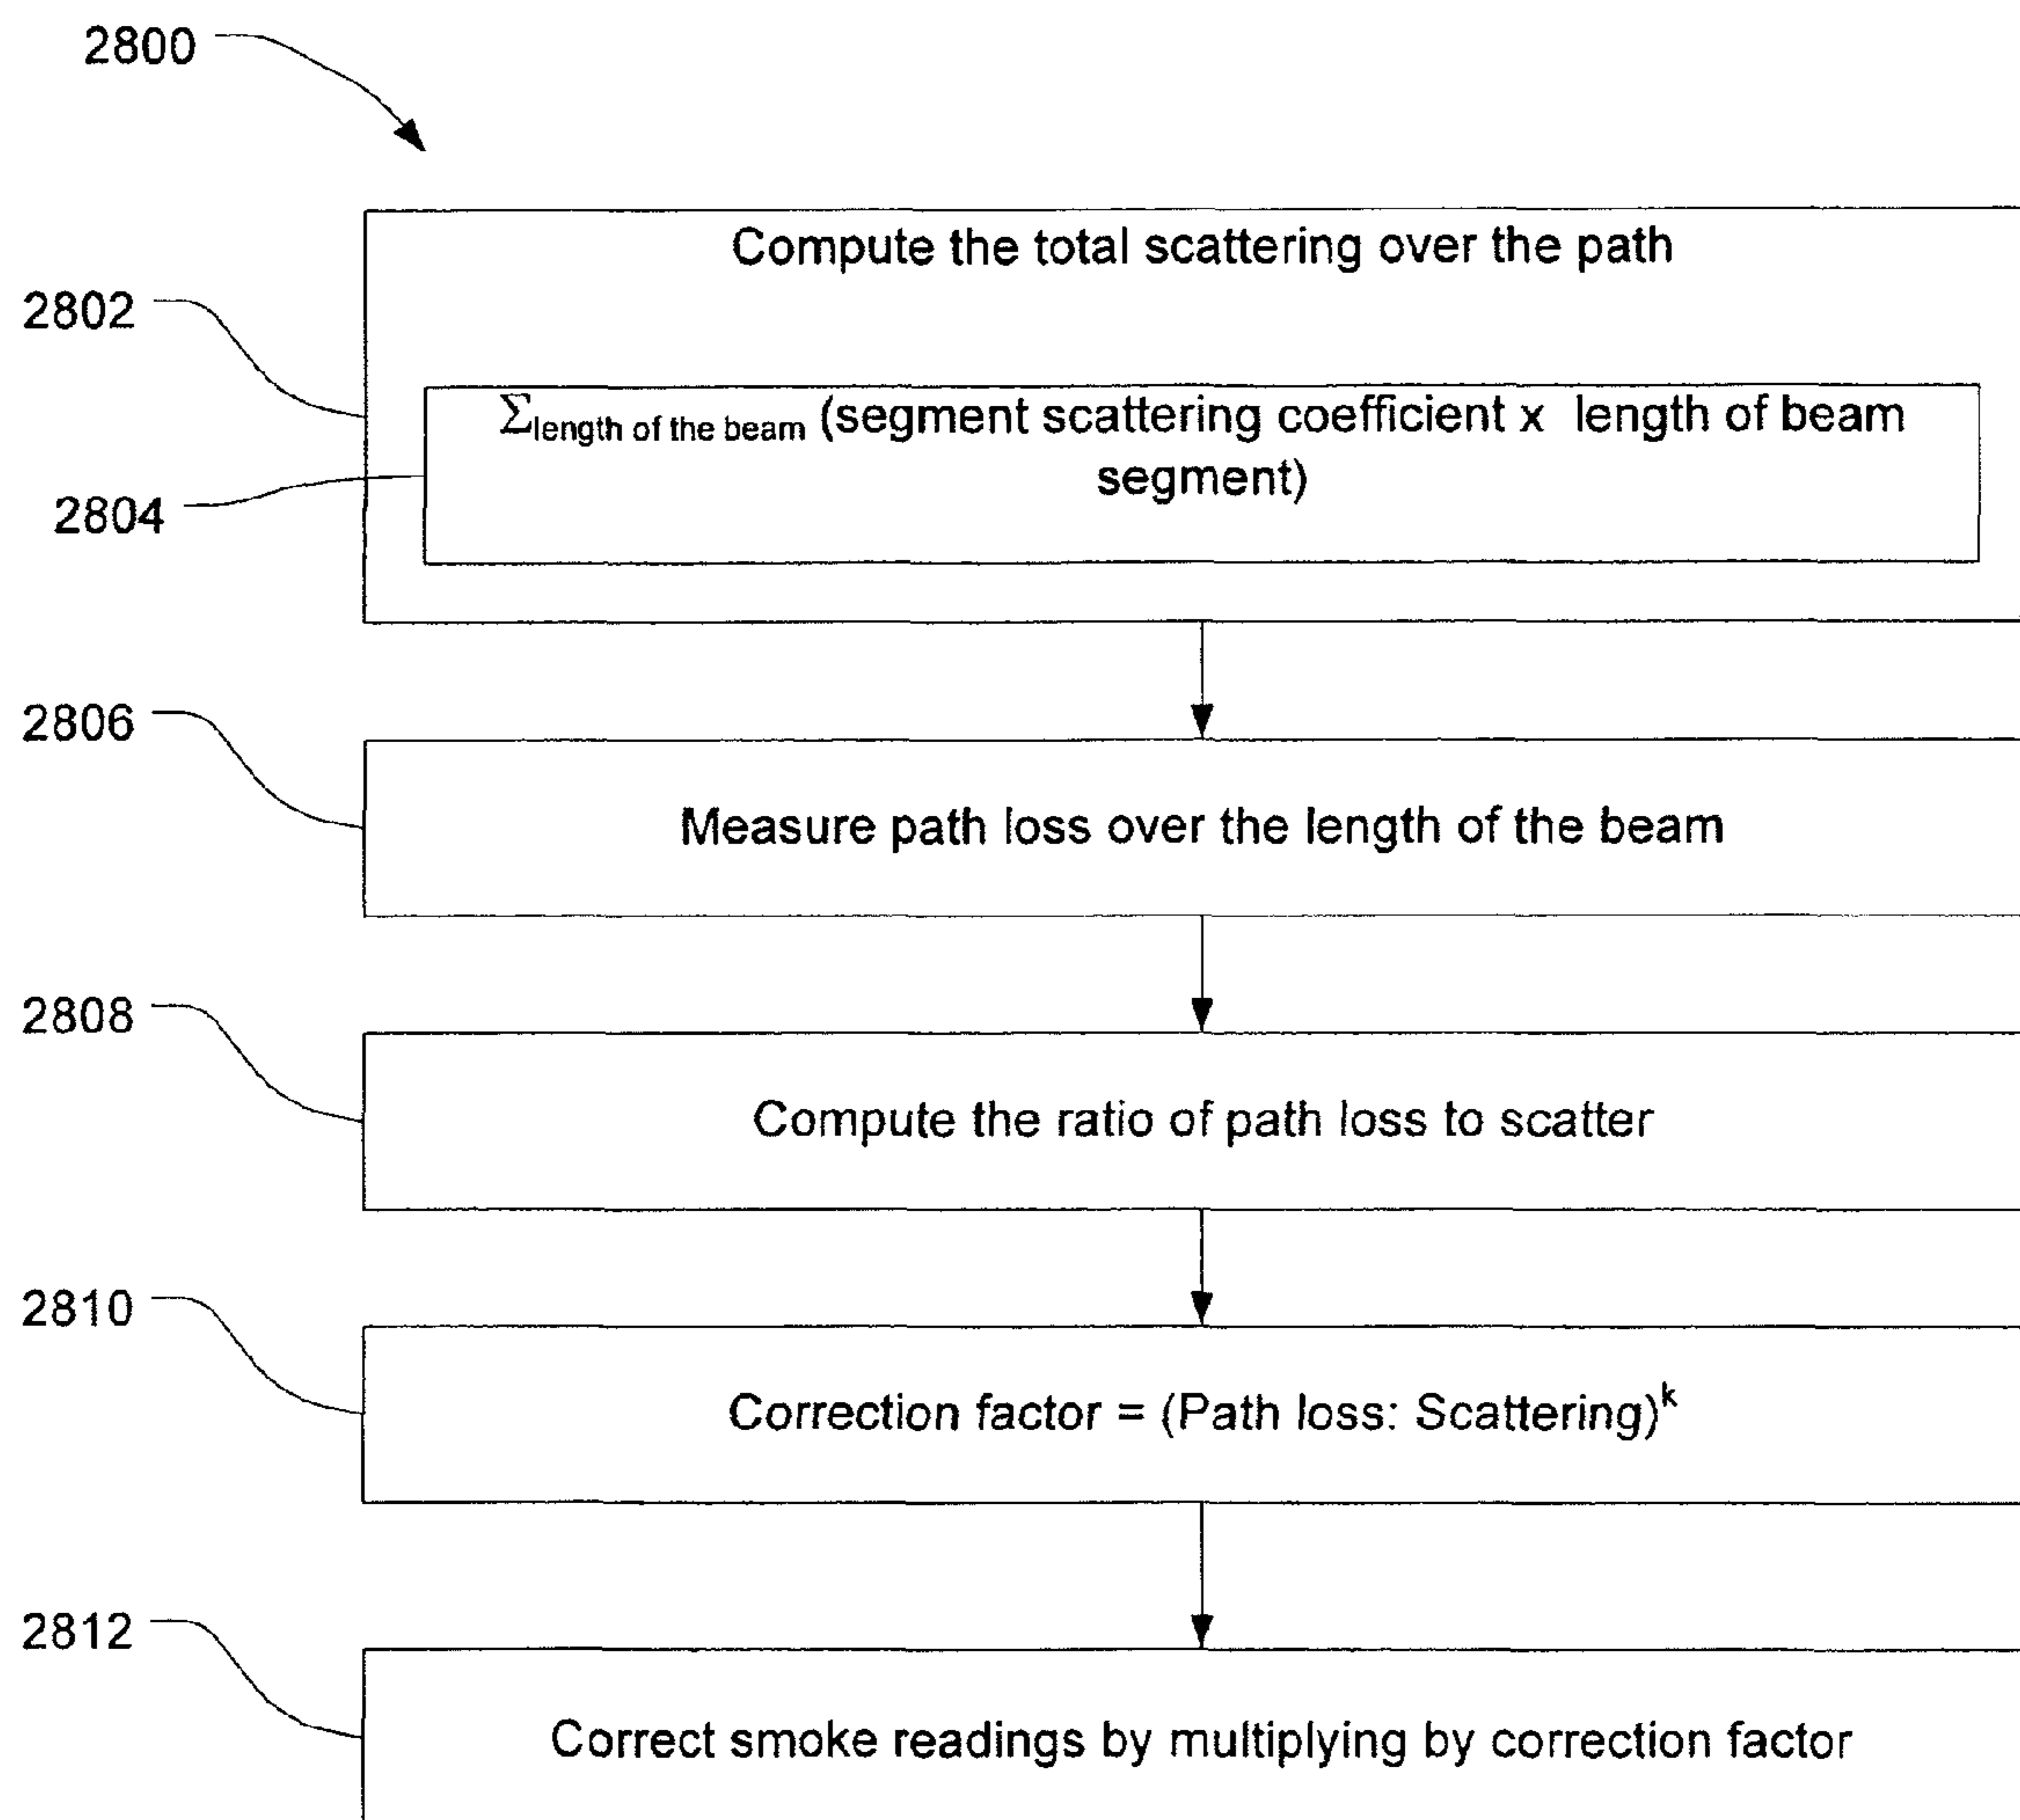 2800
Compute the total scattering over the path
2802
Σlength of the beam (segment scattering coefficient x length of beam
segment)
2804
2806
Measure path loss over the length of the beam
2808
Compute the ratio of path loss to scatter
2810
Correction factor = (Path loss: Scattering)^k
2812
Correct smoke readings by multiplying by correction factor